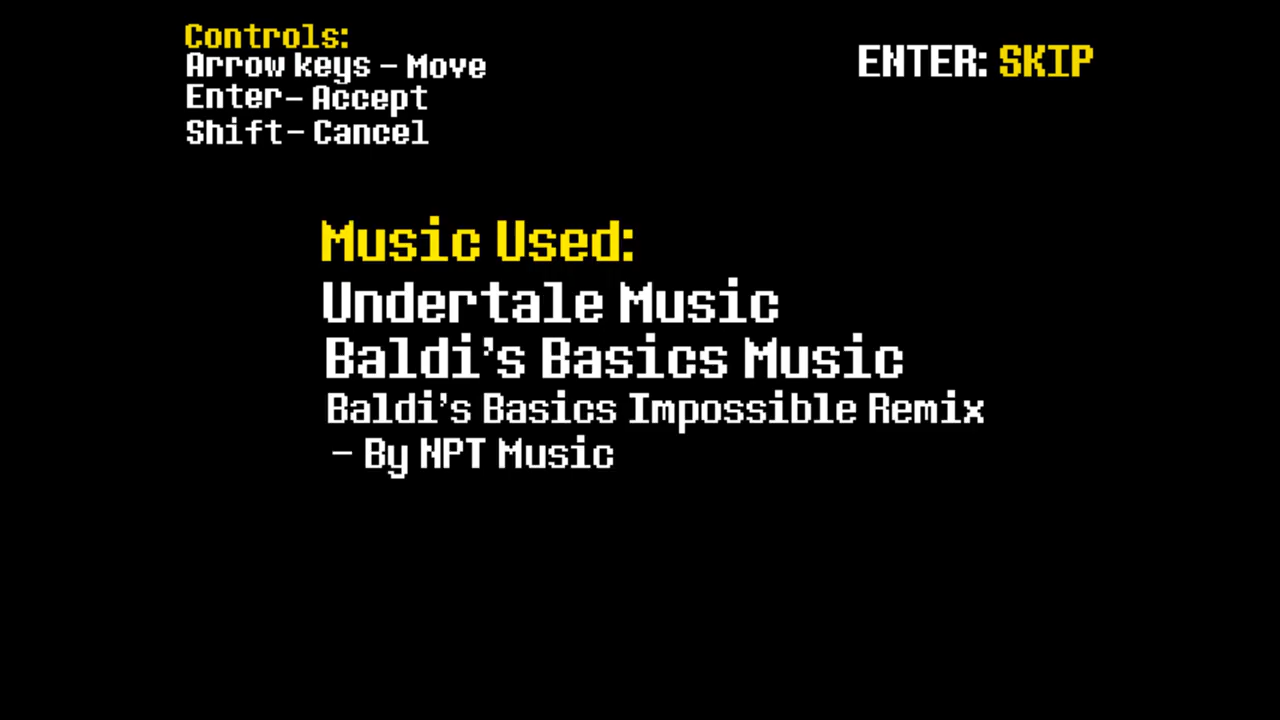 Controls:
Arrow keys - Move
Enter- Accept
Shift- Cancel
ENTER: SKIP
Music Used:
Undertale Music
Baldi's Basics Music
Baldi's Basics Impossible Remix
- By NPT Music